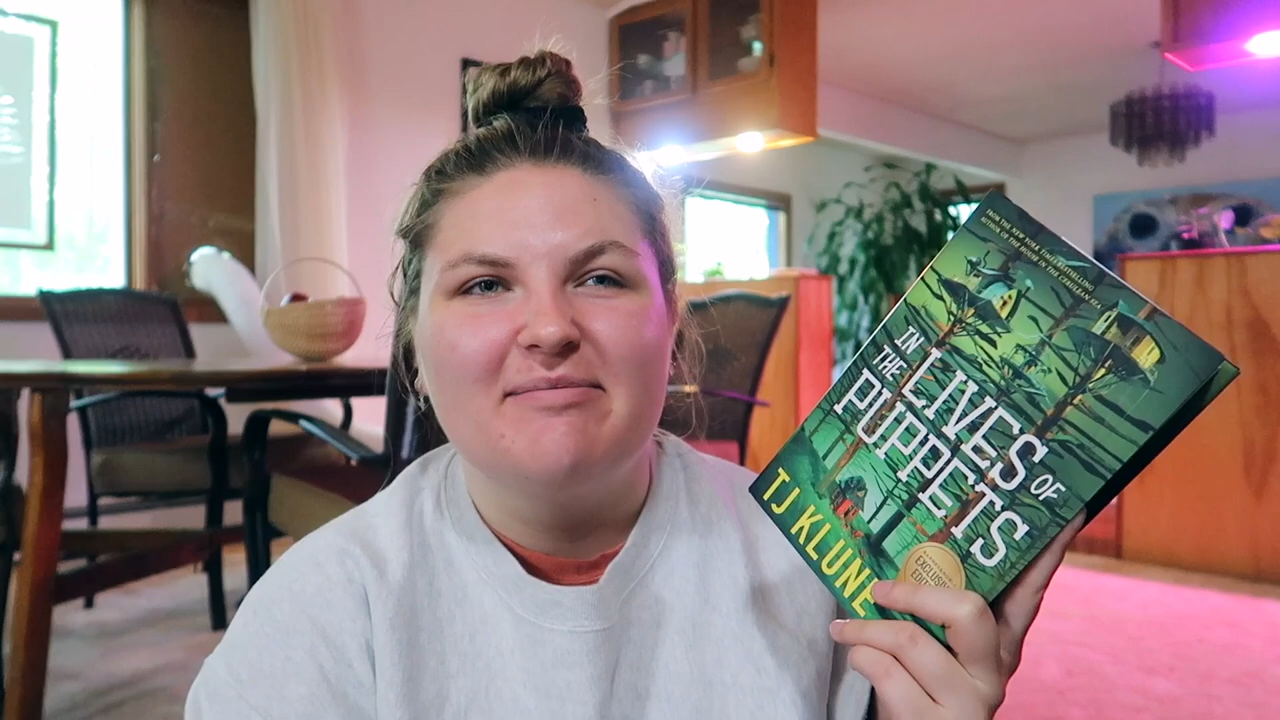 FROM THE NEW YORK TIMES BESTSELLING
AUTHOR OF THE HOUSE IN THE CERULEAN SEA
IN
THE
LIVES
OF
PUPPETS
TJ KLUNE
EXCLUSIVE